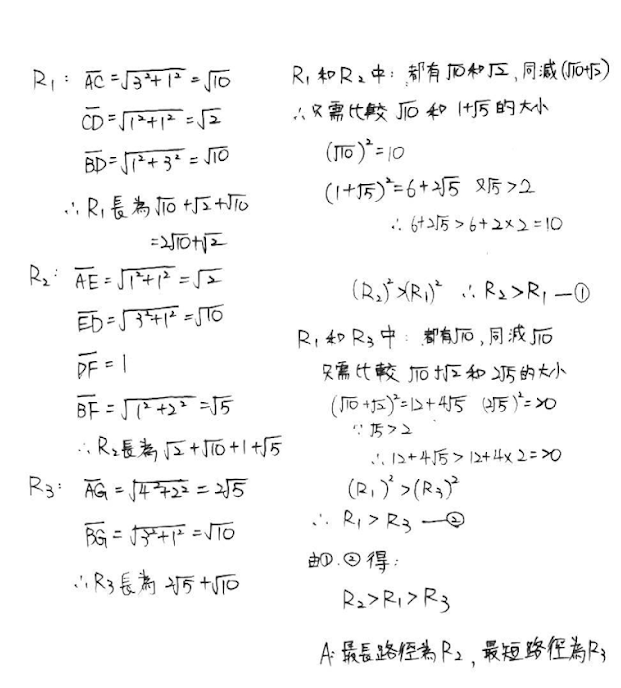 R₁: AC̅ = √(3²+1²) = √10
CD̅ = √(1²+1²) = √2
BD̅ = √(1²+3²) = √10
∴ R₁長為√10+√2+√10
=2√10+√2
R₂: AE̅ = √(1²+1²) = √2
ED̅ = √(3²+1²) = √10
DF̅ = 1
BF̅ = √(1²+2²) = √5
∴ R₂長為√2+√10+1+√5
R₃: AG̅ = √(4²+2²) = 2√5
BG̅ = √(3²+1²) = √10
∴ R₃長為 2√5+√10
R₁和R₂中: 都有√10和√2, 同減(√10+√2)
∴只需比較 √10 和 1+√5 的大小
(√10)²=10
(1+√5)²=6+2√5 又√5>2
∴ 6+2√5>6+2×2=10
(R₂)²>(R₁)² ∴ R₂>R₁ —①
R₁和R₃中: 都有√10, 同減√10
只需比較 √10+√2 和 2√5 的大小
(√10+√2)²=12+4√5 (2√5)²=20
∵ √5>2
∴ 12+4√5>12+4×2=20
(R₁)²>(R₃)²
∴ R₁>R₃ —②
由①.②得:
R₂>R₁>R₃
A: 最長路徑為R₂, 最短路徑為R₃